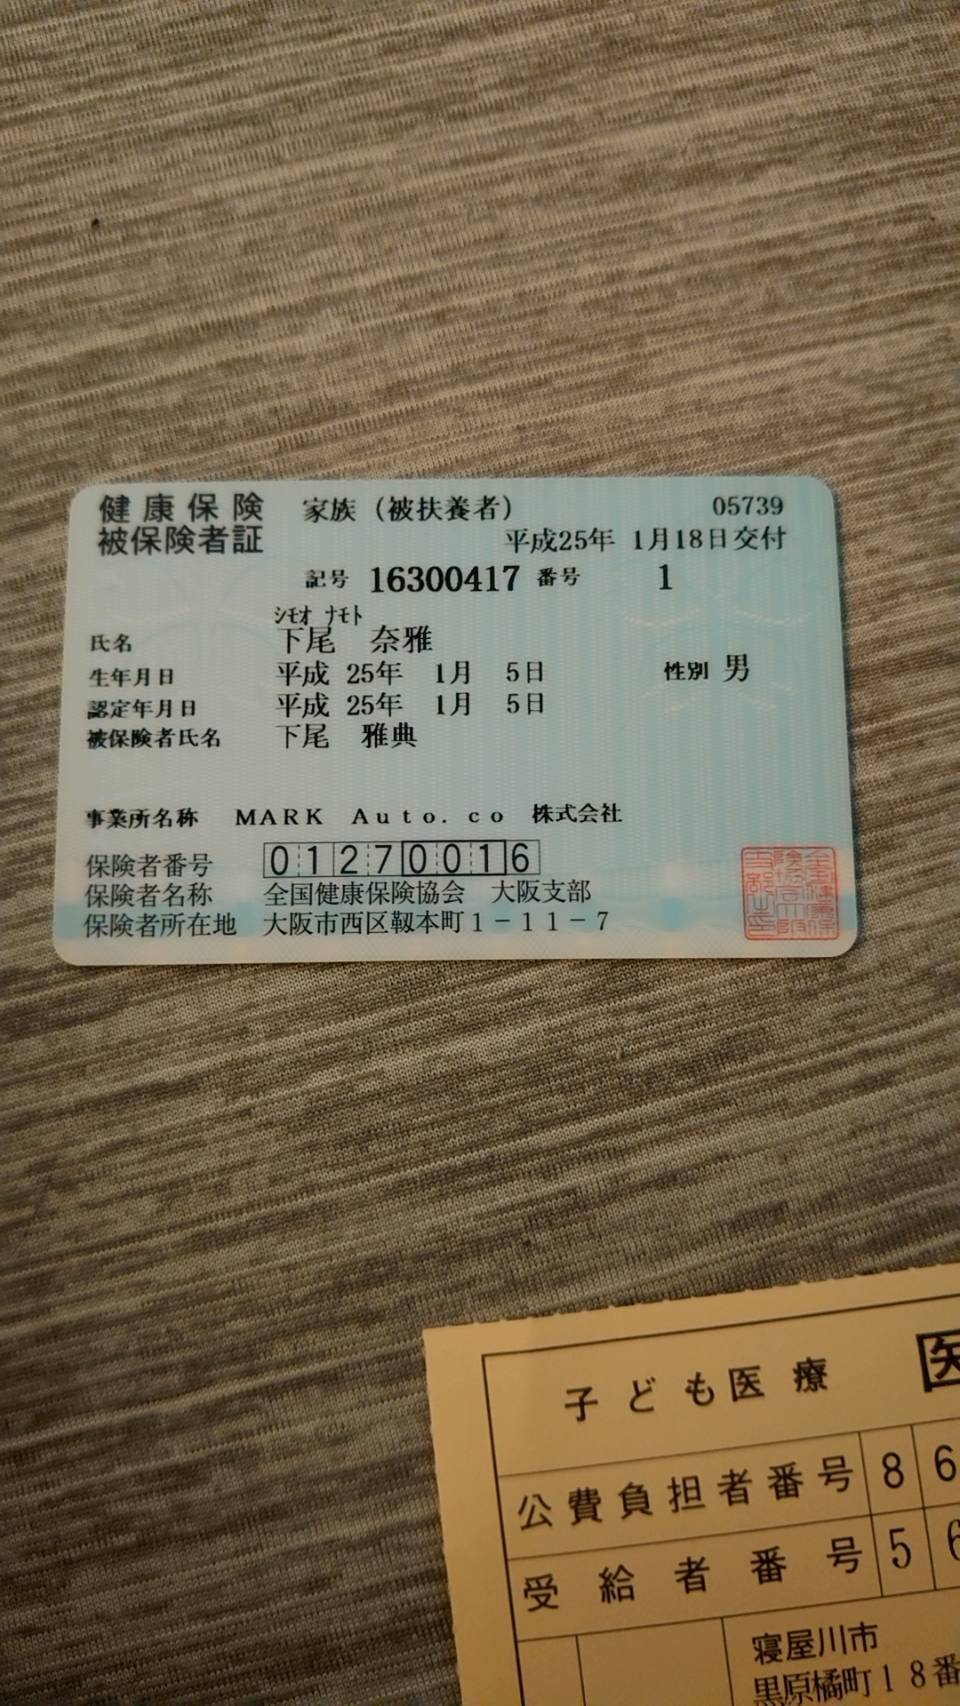 健康保険 家族（被扶養者） 05739
被保険者証 平成25年 1月18日交付
記号 16300417 番号 1
ｼﾓｵ ﾅﾓﾄ
氏名 下尾 奈雅
生年月日 平成 25年 1月 5日 性別 男
認定年月日 平成 25年 1月 5日
被保険者氏名 下尾 雅典
事業所名称 MARK Auto.co 株式会社
保険者番号 01270016
保険者名称 全国健康保険協会 大阪支部
保険者所在地 大阪市西区靱本町1-11-7
子ども医療
公費負担者番号 8 6
受給者番号 5 6
寝屋川市
黒原橘町18番